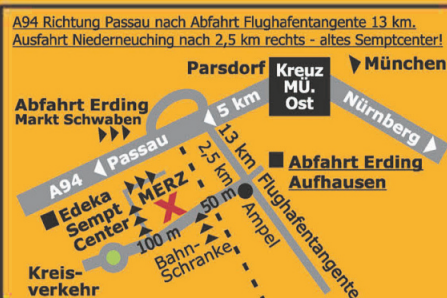 A94 Richtung Passau nach Abfahrt Flughafentangente 13 km.
Ausfahrt Niederneuching nach 2,5 km rechts - altes Semptcenter!
Parsdorf
Kreuz
MÜ.
Ost
München
Abfahrt Erding
Markt Schwaben
5 km
Nürnberg
A94 Passau
13 km
2,5 km
Abfahrt Erding
Aufhausen
MERZ
X
Edeka
Sempt
Center
50 m
100 m
Ampel
Flughafentangente
Bahn-
Schranke
Kreis-
verkehr